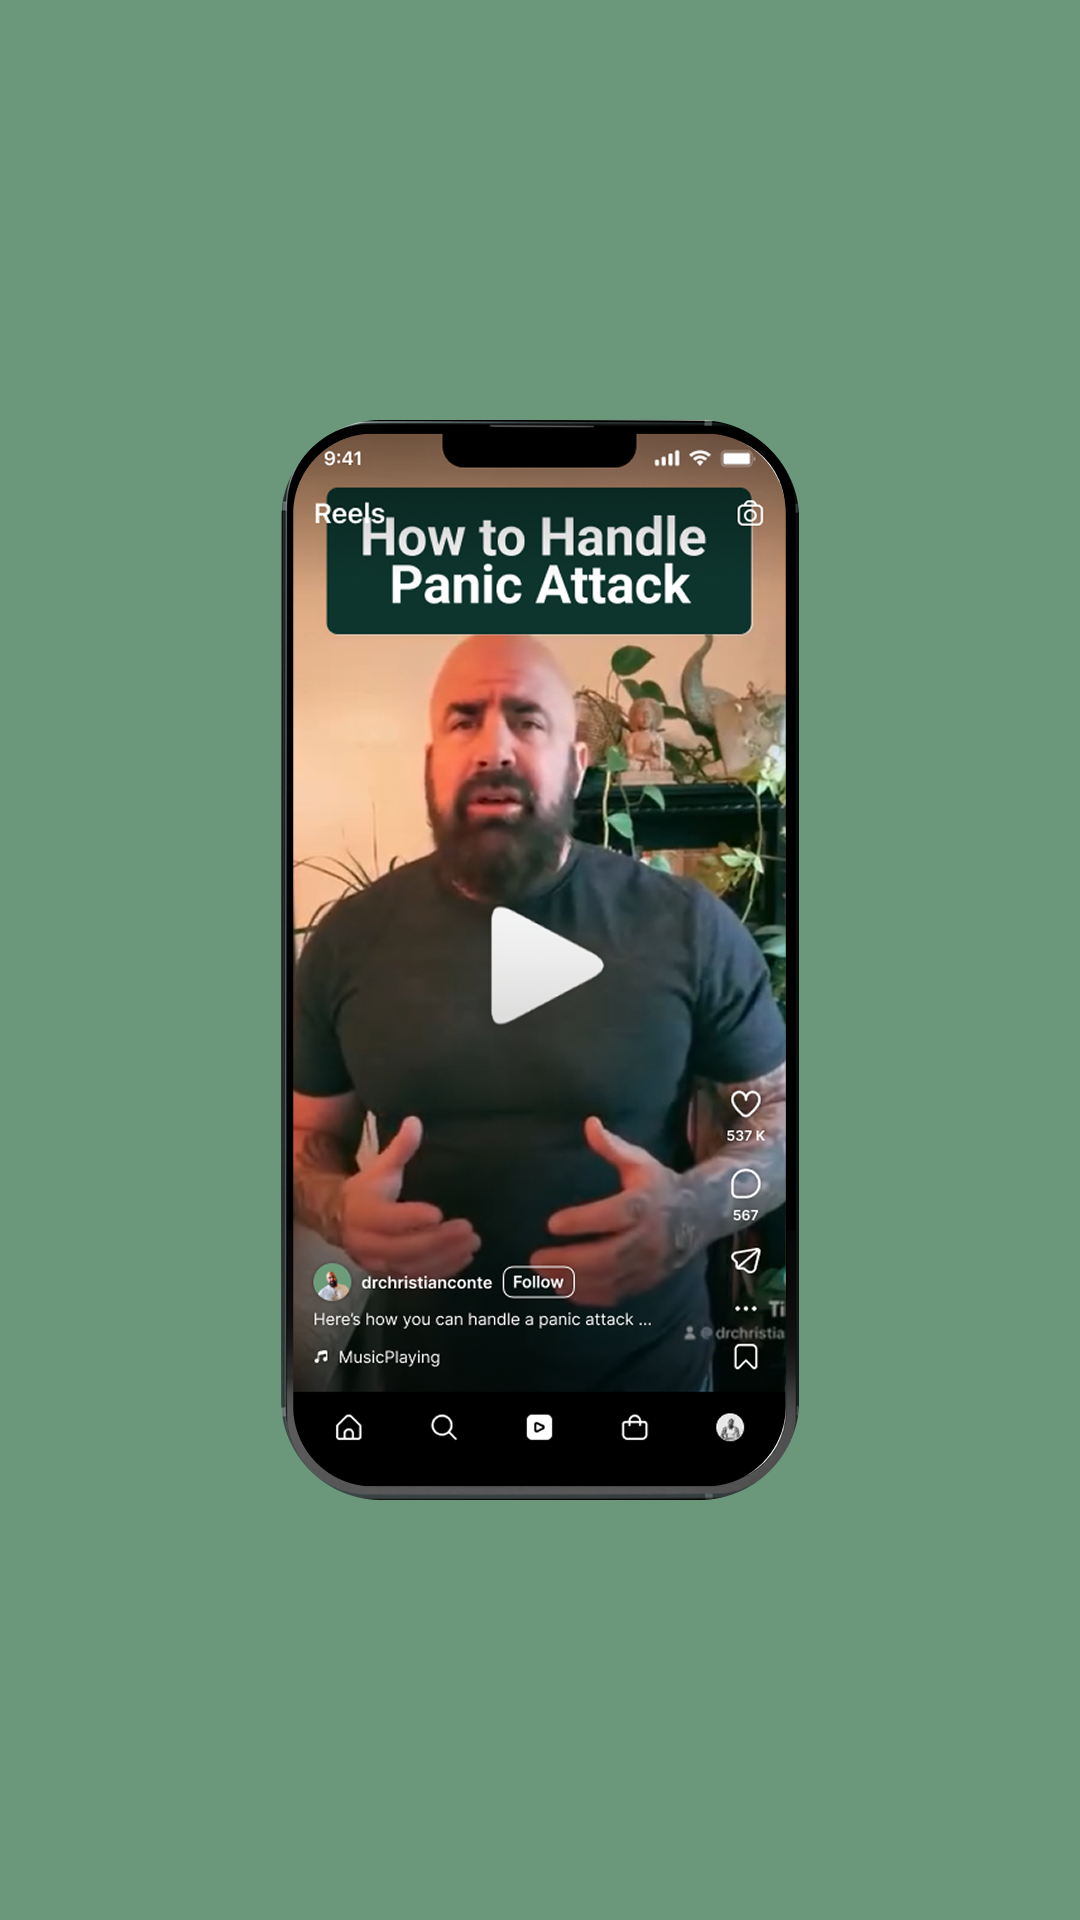 9:41
Reels
How to Handle
Panic Attack
537 K
567
drchristianconte
Follow
Here's how you can handle a panic attack ...
Ti
@drchristia
MusicPlaying